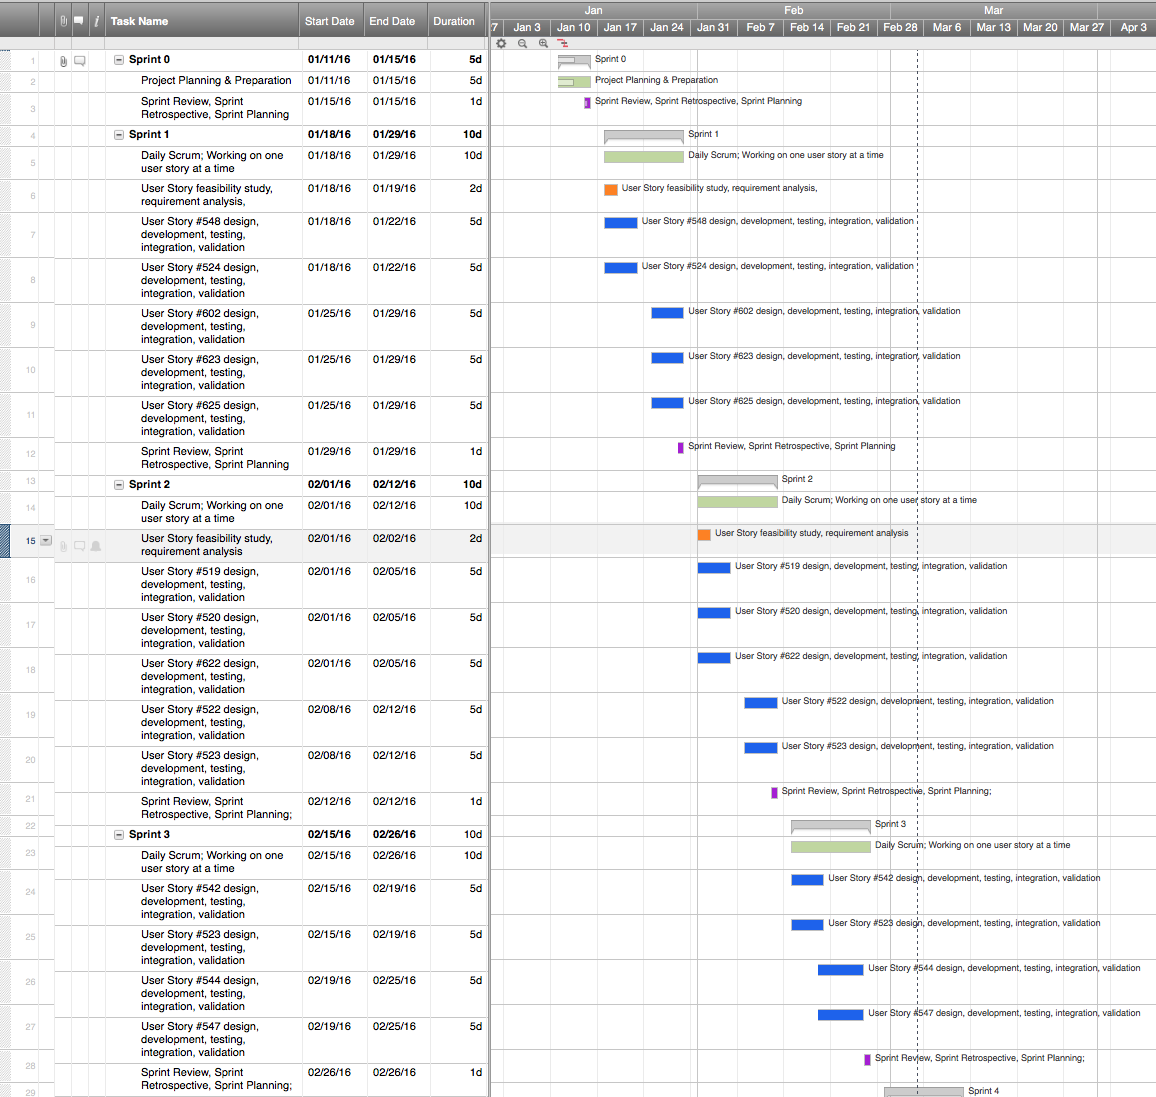 Jan Feb Mar
Task Name Start Date End Date Duration 7 Jan 3 Jan 10 Jan 17 Jan 24 Jan 31 Feb 7 Feb 14 Feb 21 Feb 28 Mar 6 Mar 13 Mar 20 Mar 27 Apr 3
1 Sprint 0 01/11/16 01/15/16 5d Sprint 0
2 Project Planning & Preparation 01/11/16 01/15/16 5d Project Planning & Preparation
3 Sprint Review, Sprint 01/15/16 01/15/16 1d Sprint Review, Sprint Retrospective, Sprint Planning
Retrospective, Sprint Planning
4 Sprint 1 01/18/16 01/29/16 10d Sprint 1
5 Daily Scrum; Working on one 01/18/16 01/29/16 10d Daily Scrum; Working on one user story at a time
user story at a time
6 User Story feasibility study, 01/18/16 01/19/16 2d User Story feasibility study, requirement analysis,
requirement analysis,
7 User Story #548 design, 01/18/16 01/22/16 5d User Story #548 design, development, testing, integration, validation
development, testing,
integration, validation
8 User Story #524 design, 01/18/16 01/22/16 5d User Story #524 design, development, testing, integration, validation
development, testing,
integration, validation
9 User Story #602 design, 01/25/16 01/29/16 5d User Story #602 design, development, testing, integration, validation
development, testing,
integration, validation
10 User Story #623 design, 01/25/16 01/29/16 5d User Story #623 design, development, testing, integration, validation
development, testing,
integration, validation
11 User Story #625 design, 01/25/16 01/29/16 5d User Story #625 design, development, testing, integration, validation
development, testing,
integration, validation
12 Sprint Review, Sprint 01/29/16 01/29/16 1d Sprint Review, Sprint Retrospective, Sprint Planning
Retrospective, Sprint Planning
13 Sprint 2 02/01/16 02/12/16 10d Sprint 2
14 Daily Scrum; Working on one 02/01/16 02/12/16 10d Daily Scrum; Working on one user story at a time
user story at a time
15 User Story feasibility study, 02/01/16 02/02/16 2d User Story feasibility study, requirement analysis
requirement analysis
16 User Story #519 design, 02/01/16 02/05/16 5d User Story #519 design, development, testing, integration, validation
development, testing,
integration, validation
17 User Story #520 design, 02/01/16 02/05/16 5d User Story #520 design, development, testing, integration, validation
development, testing,
integration, validation
18 User Story #622 design, 02/01/16 02/05/16 5d User Story #622 design, development, testing, integration, validation
development, testing,
integration, validation
19 User Story #522 design, 02/08/16 02/12/16 5d User Story #522 design, development, testing, integration, validation
development, testing,
integration, validation
20 User Story #523 design, 02/08/16 02/12/16 5d User Story #523 design, development, testing, integration, validation
development, testing,
integration, validation
21 Sprint Review, Sprint 02/12/16 02/12/16 1d Sprint Review, Sprint Retrospective, Sprint Planning;
Retrospective, Sprint Planning;
22 Sprint 3 02/15/16 02/26/16 10d Sprint 3
23 Daily Scrum; Working on one 02/15/16 02/26/16 10d Daily Scrum; Working on one user story at a time
user story at a time
24 User Story #542 design, 02/15/16 02/19/16 5d User Story #542 design, development, testing, integration, validation
development, testing,
integration, validation
25 User Story #523 design, 02/15/16 02/19/16 5d User Story #523 design, development, testing, integration, validation
development, testing,
integration, validation
26 User Story #544 design, 02/19/16 02/25/16 5d User Story #544 design, development, testing, integration, validation
development, testing,
integration, validation
27 User Story #547 design, 02/19/16 02/25/16 5d User Story #547 design, development, testing, integration, validation
development, testing,
integration, validation
28 Sprint Review, Sprint 02/26/16 02/26/16 1d Sprint Review, Sprint Retrospective, Sprint Planning;
Retrospective, Sprint Planning;
29 Sprint 4